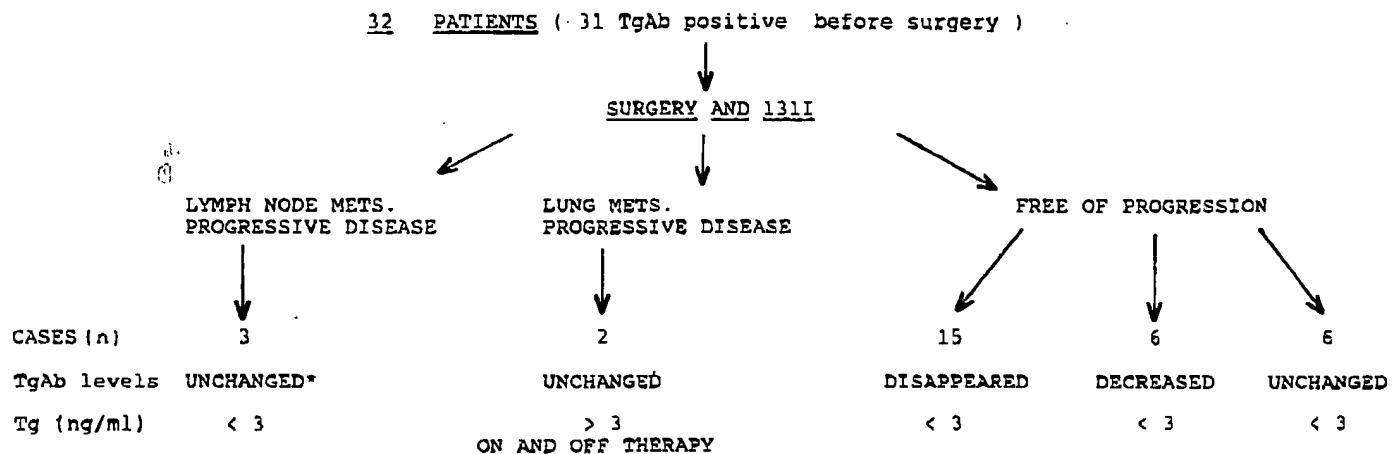 32 PATIENTS ( 31 TgAb positive before surgery )
SURGERY AND 131I
LYMPH NODE METS. LUNG METS. FREE OF PROGRESSION
PROGRESSIVE DISEASE PROGRESSIVE DISEASE
CASES (n) 3 2 15 6 6
TgAb levels UNCHANGED* UNCHANGED DISAPPEARED DECREASED UNCHANGED
Tg (ng/ml) < 3 > 3 < 3 < 3 < 3
ON AND OFF THERAPY